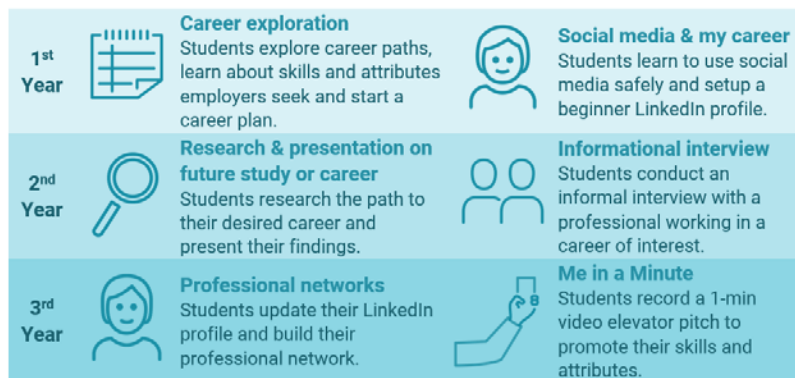 1st
Year
Career exploration
Students explore career paths,
learn about skills and attributes
employers seek and start a
career plan.
Social media & my career
Students learn to use social
media safely and setup a
beginner LinkedIn profile.
2nd
Year
Research & presentation on
future study or career
Students research the path to
their desired career and
present their findings.
Informational interview
Students conduct an
informal interview with a
professional working in a
career of interest.
3rd
Year
Professional networks
Students update their LinkedIn
profile and build their
professional network.
Me in a Minute
Students record a 1-min
video elevator pitch to
promote their skills and
attributes.